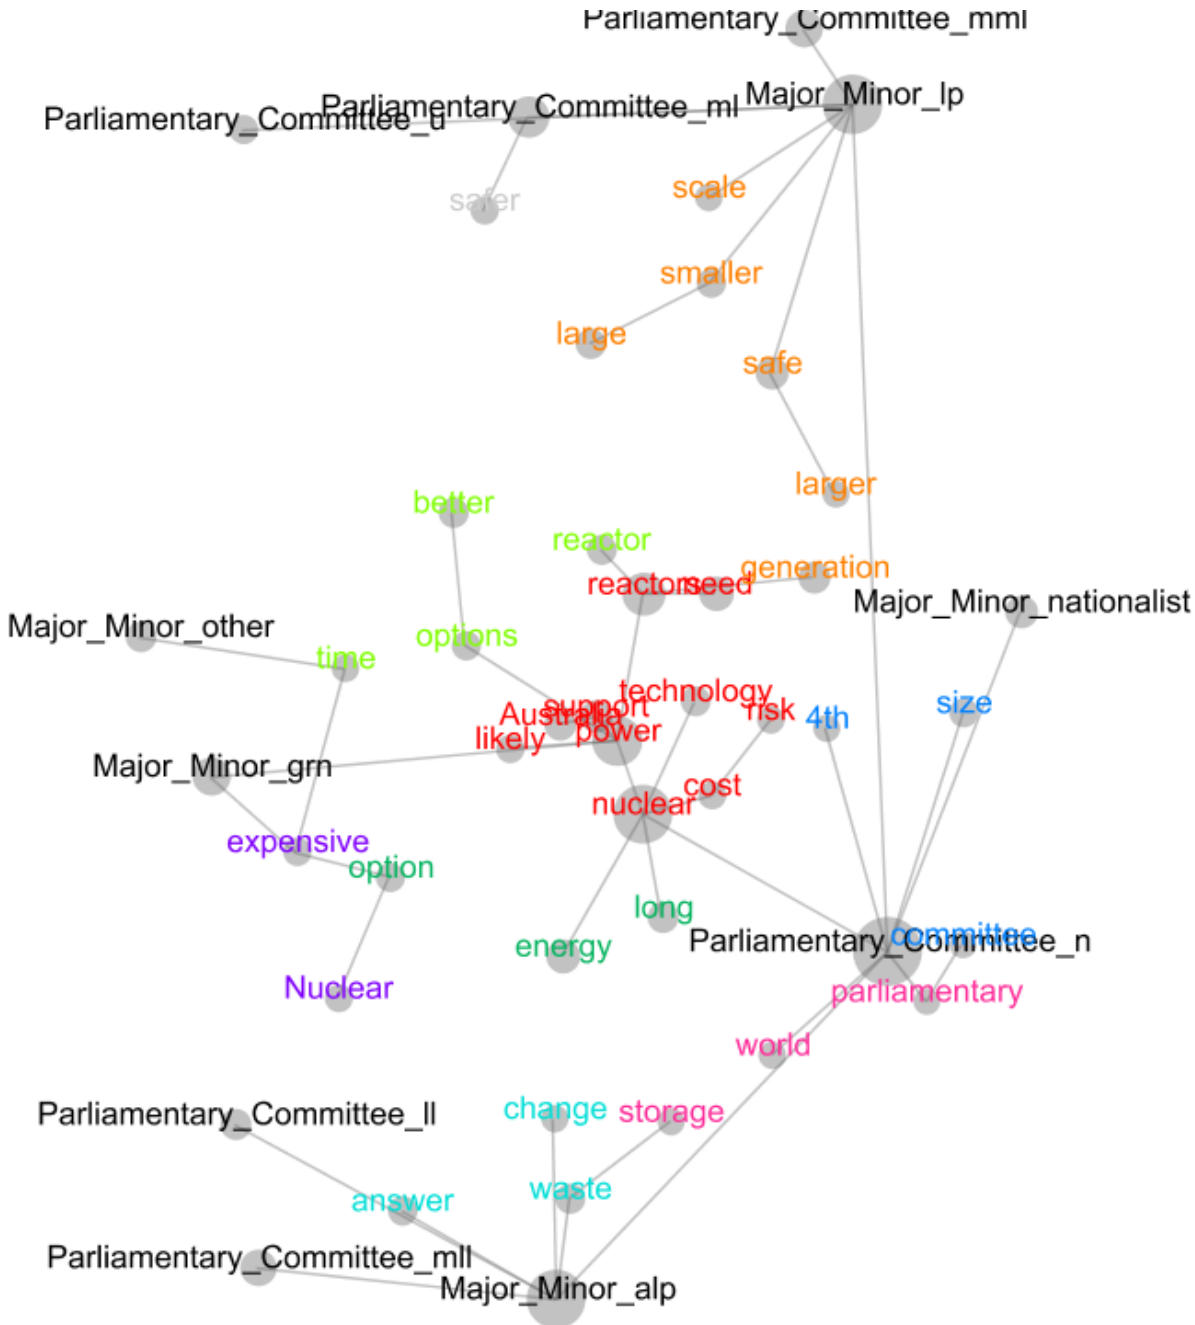 Parliamentary_Committee_mml
Major_Minor_lp
Parliamentary_Committee_ml
Parliamentary_Committee_u
scale
safer
smaller
large
safe
larger
better
reactor
generation
reactors
need
Major_Minor_nationalist
Major_Minor_other
options
time
technology
support
Australia
risk
4th
size
power
likely
Major_Minor_grn
cost
nuclear
expensive
option
long
committee
Parliamentary_Committee_n
energy
Nuclear
parliamentary
world
Parliamentary_Committee_ll
change
storage
waste
answer
Parliamentary_Committee_mll
Major_Minor_alp